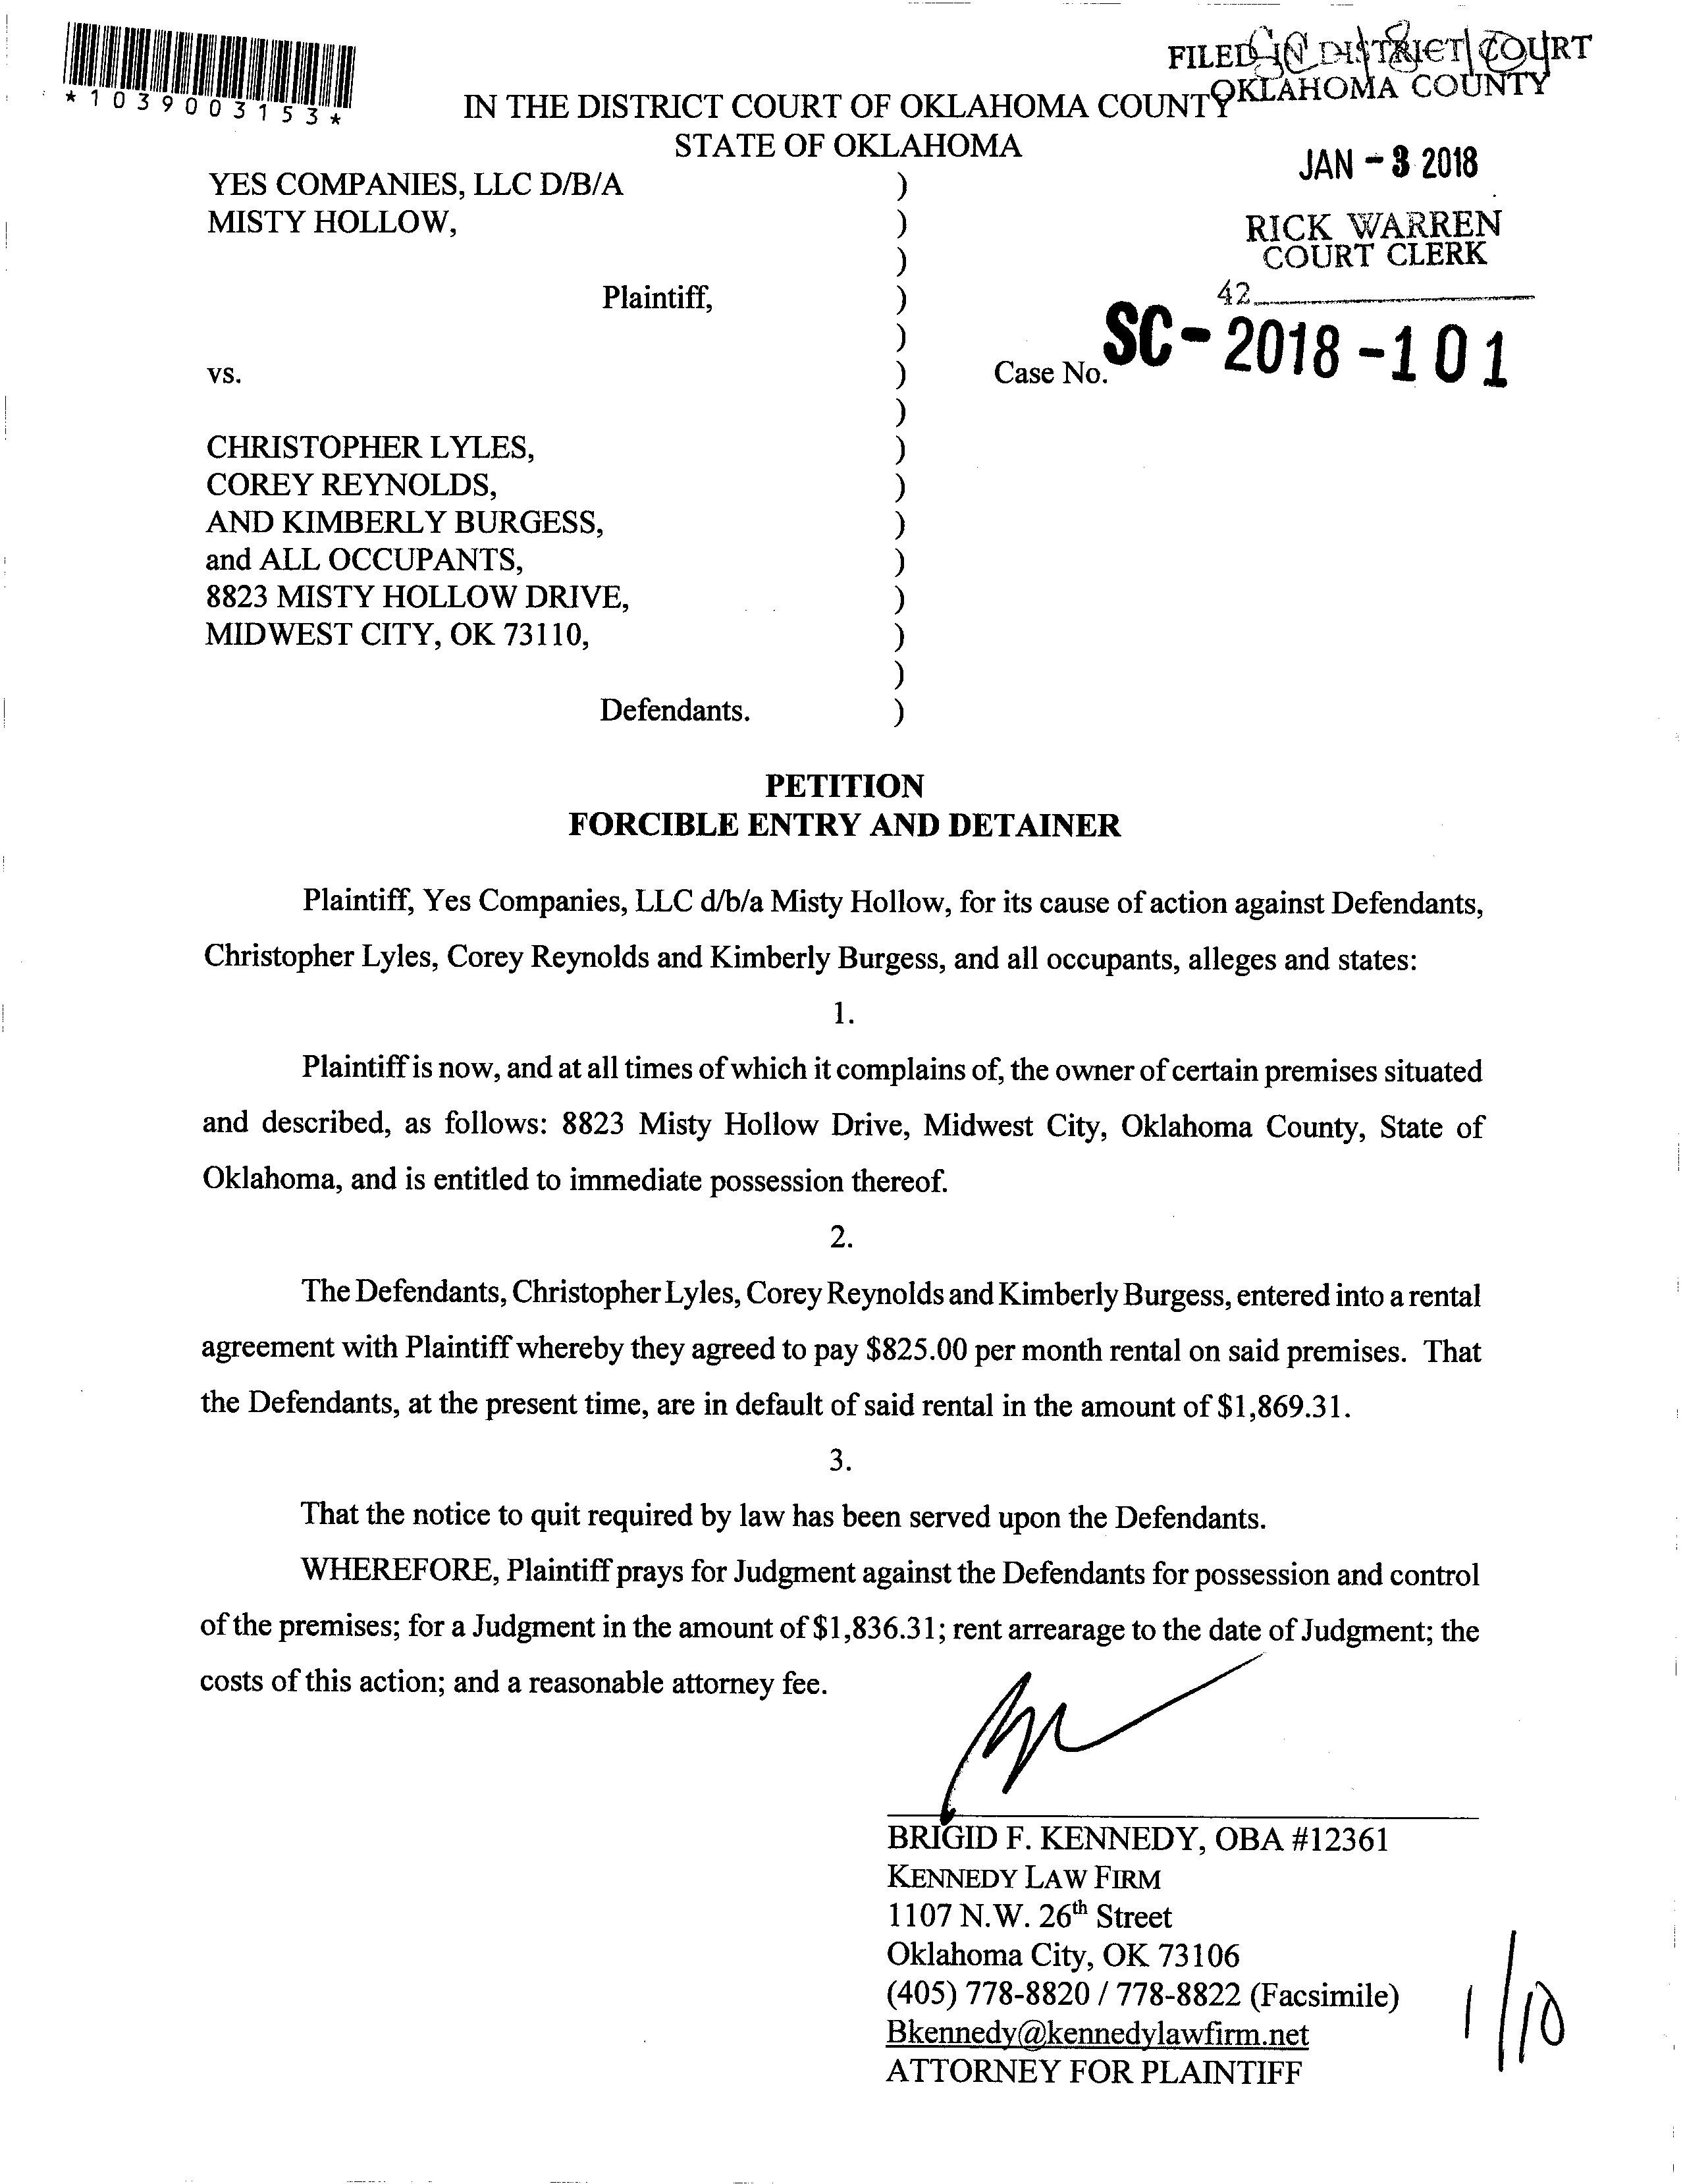 *1039003153*
FILED IN DISTRICT COURT
OKLAHOMA COUNTY
IN THE DISTRICT COURT OF OKLAHOMA COUNTY
STATE OF OKLAHOMA
JAN - 3 2018
YES COMPANIES, LLC D/B/A )
MISTY HOLLOW, )
RICK WARREN
COURT CLERK
)
42
Plaintiff, )
)
vs. ) Case No. SC-2018-101
)
CHRISTOPHER LYLES, )
COREY REYNOLDS, )
AND KIMBERLY BURGESS, )
and ALL OCCUPANTS, )
8823 MISTY HOLLOW DRIVE, )
MIDWEST CITY, OK 73110, )
)
Defendants. )
PETITION
FORCIBLE ENTRY AND DETAINER
Plaintiff, Yes Companies, LLC d/b/a Misty Hollow, for its cause of action against Defendants,
Christopher Lyles, Corey Reynolds and Kimberly Burgess, and all occupants, alleges and states:
1.
Plaintiff is now, and at all times of which it complains of, the owner of certain premises situated
and described, as follows: 8823 Misty Hollow Drive, Midwest City, Oklahoma County, State of
Oklahoma, and is entitled to immediate possession thereof.
2.
The Defendants, Christopher Lyles, Corey Reynolds and Kimberly Burgess, entered into a rental
agreement with Plaintiff whereby they agreed to pay $825.00 per month rental on said premises. That
the Defendants, at the present time, are in default of said rental in the amount of $1,869.31.
3.
That the notice to quit required by law has been served upon the Defendants.
WHEREFORE, Plaintiff prays for Judgment against the Defendants for possession and control
of the premises; for a Judgment in the amount of $1,836.31; rent arrearage to the date of Judgment; the
costs of this action; and a reasonable attorney fee.
BRIGID F. KENNEDY, OBA #12361
KENNEDY LAW FIRM
1107 N.W. 26th Street
Oklahoma City, OK 73106
(405) 778-8820 / 778-8822 (Facsimile)
Bkennedy@kennedylawfirm.net
ATTORNEY FOR PLAINTIFF
1/10